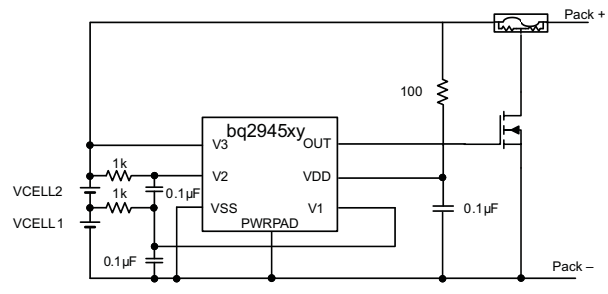 Pack +
100
bq2945xy
V3
OUT
1k
V2
VDD
VCELL2
1k
0.1µF
VSS
V1
0.1µF
VCELL1
PWRPAD
0.1µF
Pack –